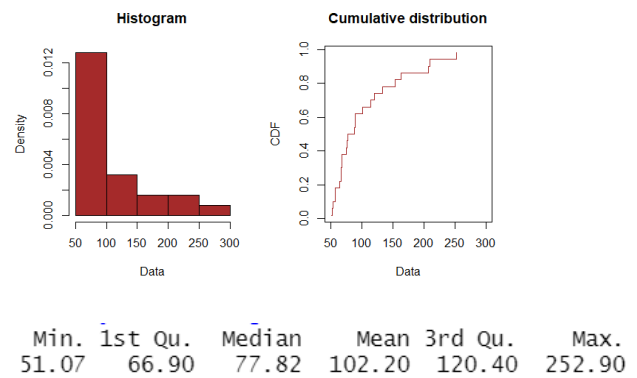 Histogram
Cumulative distribution
Density
0.000 0.004 0.008 0.012
50 100 150 200 250 300
Data
CDF
0.0 0.2 0.4 0.6 0.8 1.0
50 100 150 200 250 300
Data
Min. 1st Qu. Median Mean 3rd Qu. Max.
51.07 66.90 77.82 102.20 120.40 252.90